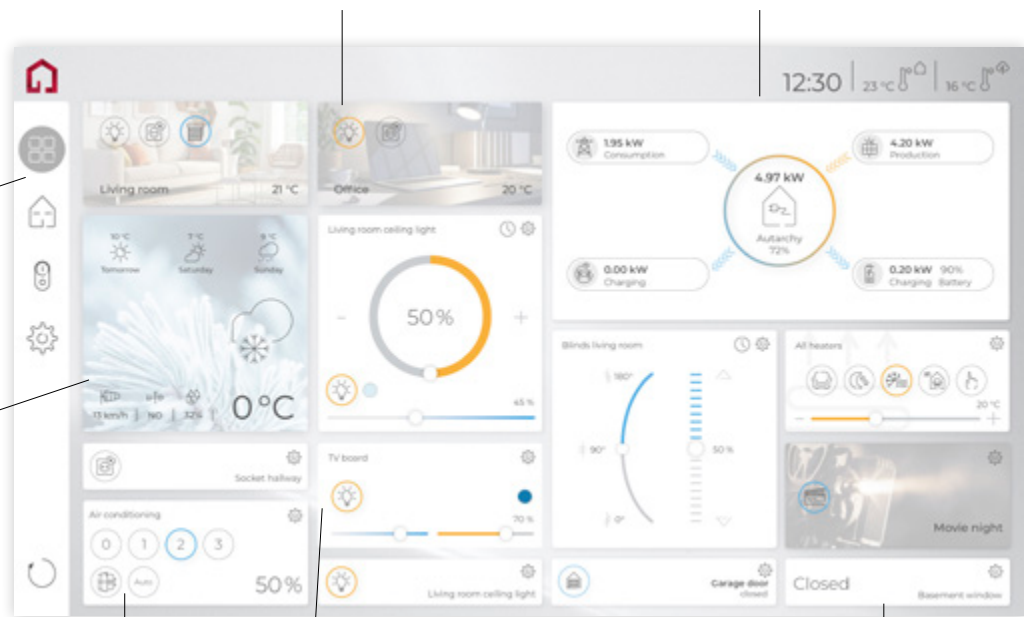 12:30
23 °C
16 °C
Living room
21 °C
Office
20 °C
1.95 kW
Consumption
4.20 kW
Production
4.97 kW
Autarchy
72%
0.00 kW
Charging
0.20 kW 90%
Charging Battery
10 °C
7 °C
9 °C
Tomorrow
Saturday
Sunday
13 km/h
NO
32%
0°C
Living room ceiling light
50%
45 %
Blinds living room
180°
90°
0°
50 %
All heaters
20 °C
Socket hallway
TV board
70 %
Movie night
Air conditioning
0
1
2
3
Auto
50%
Living room ceiling light
Garage door
closed
Closed
Basement window